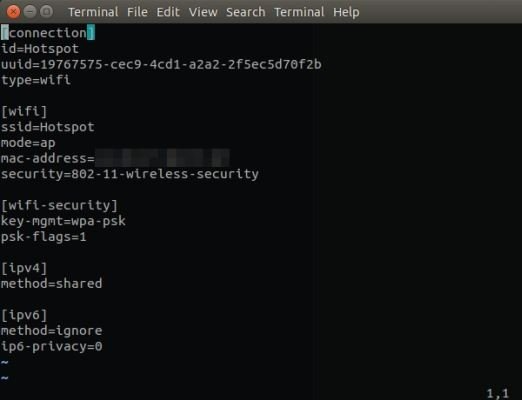 Terminal File Edit View Search Terminal Help
[connection]
id=Hotspot
uuid=19767575-cec9-4cd1-a2a2-2f5ec5d70f2b
type=wifi

[wifi]
ssid=Hotspot
mode=ap
mac-address=
security=802-11-wireless-security

[wifi-security]
key-mgmt=wpa-psk
psk-flags=1

[ipv4]
method=shared

[ipv6]
method=ignore
ip6-privacy=0
~
~
1,1